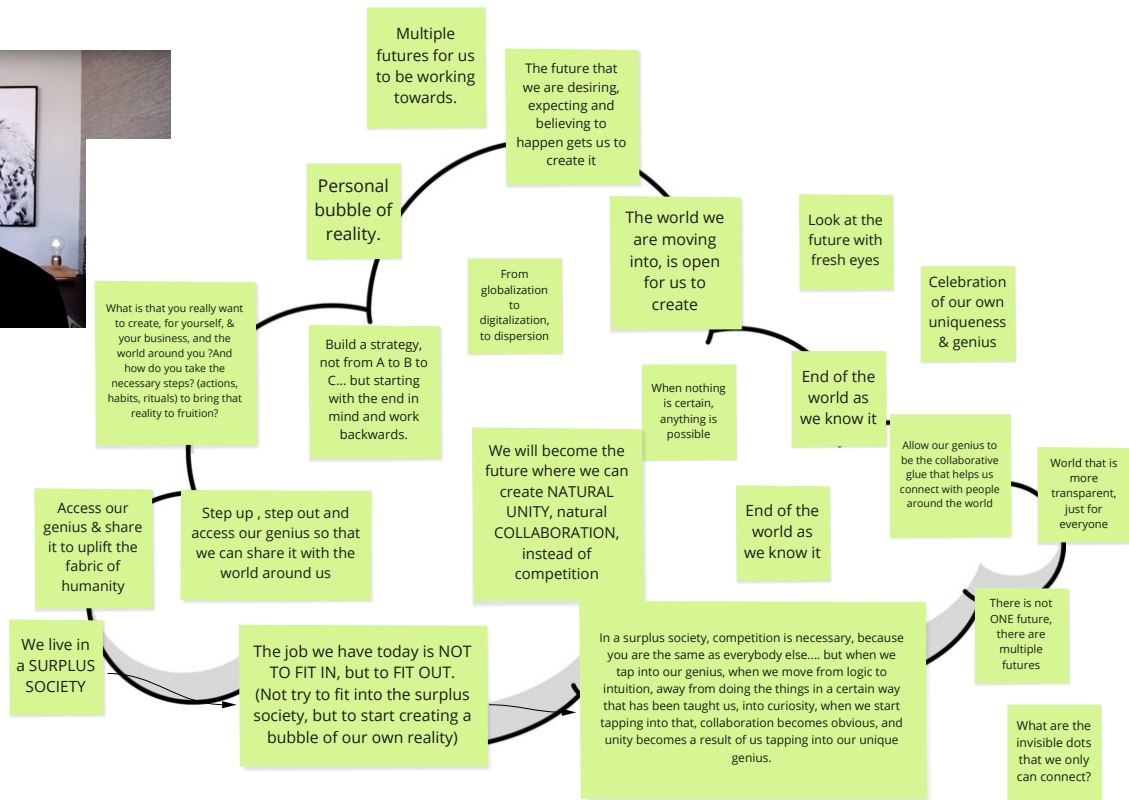 Multiple
futures for us
to be working
towards.
The future that
we are desiring,
expecting and
believing to
happen gets us to
create it
Personal
bubble of
reality.
The world we
are moving
into, is open
for us to
create
Look at the
future with
fresh eyes
From
globalization
to
digitalization,
to dispersion
Celebration
of our own
uniqueness
& genius
What is that you really want
to create, for yourself, &
your business, and the
world around you ?And
how do you take the
necessary steps? (actions,
habits, rituals) to bring that
reality to fruition?
Build a strategy,
not from A to B to
C... but starting
with the end in
mind and work
backwards.
When nothing
is certain,
anything is
possible
End of the
world as
we know it
Allow our genius to
be the collaborative
glue that helps us
connect with people
around the world
World that is
more
transparent,
just for
everyone
We will become the
future where we can
create NATURAL
UNITY, natural
COLLABORATION,
instead of
competition
End of the
world as
we know it
Access our
genius & share
it to uplift the
fabric of
humanity
Step up , step out and
access our genius so that
we can share it with the
world around us
There is not
ONE future,
there are
multiple
futures
We live in
a SURPLUS
SOCIETY
The job we have today is NOT
TO FIT IN, but to FIT OUT.
(Not try to fit into the surplus
society, but to start creating a
bubble of our own reality)
In a surplus society, competition is necessary, because
you are the same as everybody else.... but when we
tap into our genius, when we move from logic to
intuition, away from doing the things in a certain way
that has been taught us, into curiosity, when we start
tapping into that, collaboration becomes obvious, and
unity becomes a result of us tapping into our unique
genius.
What are the
invisible dots
that we only
can connect?